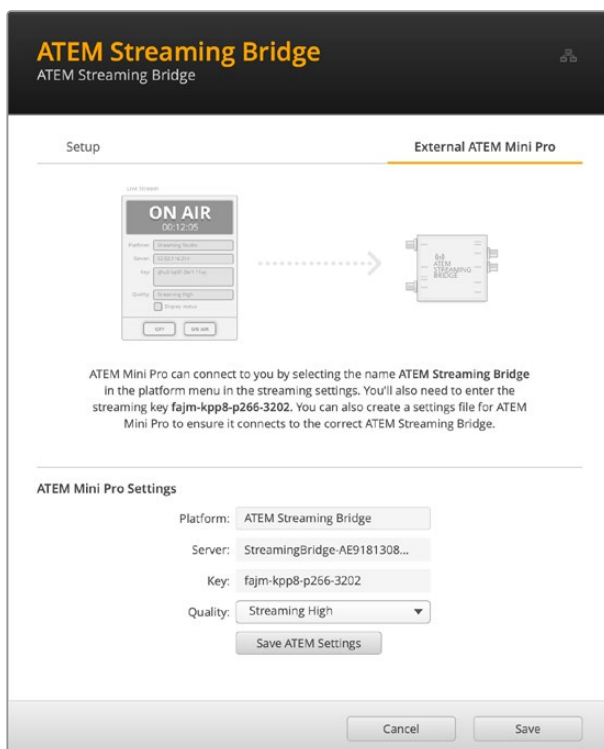 ATEM Streaming Bridge
ATEM Streaming Bridge
Setup
External ATEM Mini Pro
Live Stream
ON AIR
00:12:05
Platform: Streaming Studio
Server:
Key:
Quality: Streaming High
Display status
OFF ON AIR
ATEM
STREAMING
BRIDGE
ATEM Mini Pro can connect to you by selecting the name ATEM Streaming Bridge
in the platform menu in the streaming settings. You'll also need to enter the
streaming key fajm-kpp8-p266-3202. You can also create a settings file for ATEM
Mini Pro to ensure it connects to the correct ATEM Streaming Bridge.
ATEM Mini Pro Settings
Platform: ATEM Streaming Bridge
Server: StreamingBridge-AE9181308...
Key: fajm-kpp8-p266-3202
Quality: Streaming High
Save ATEM Settings
Cancel Save